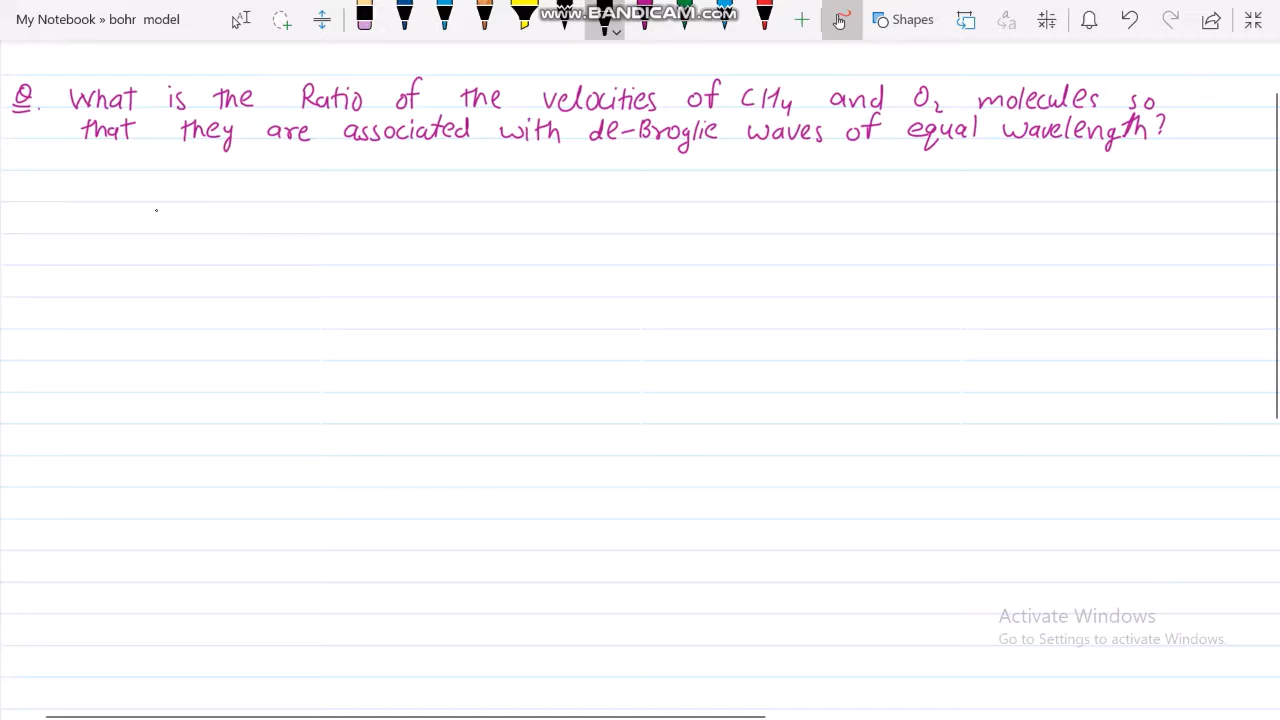 My Notebook » bohr model
www.BANDICAM.com
Shapes
Q. What is the Ratio of the velocities of CH4 and O2 molecules so
that they are associated with de-Broglie waves of equal wavelength?
Activate Windows
Go to Settings to activate Windows.